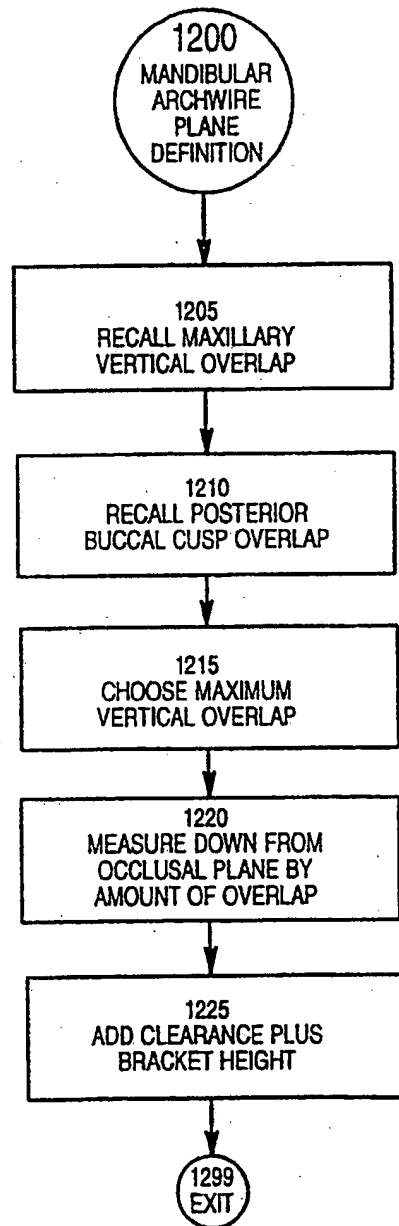 1200
MANDIBULAR
ARCHWIRE
PLANE
DEFINITION
1205
RECALL MAXILLARY
VERTICAL OVERLAP
1210
RECALL POSTERIOR
BUCCAL CUSP OVERLAP
1215
CHOOSE MAXIMUM
VERTICAL OVERLAP
1220
MEASURE DOWN FROM
OCCLUSAL PLANE BY
AMOUNT OF OVERLAP
1225
ADD CLEARANCE PLUS
BRACKET HEIGHT
1299
EXIT